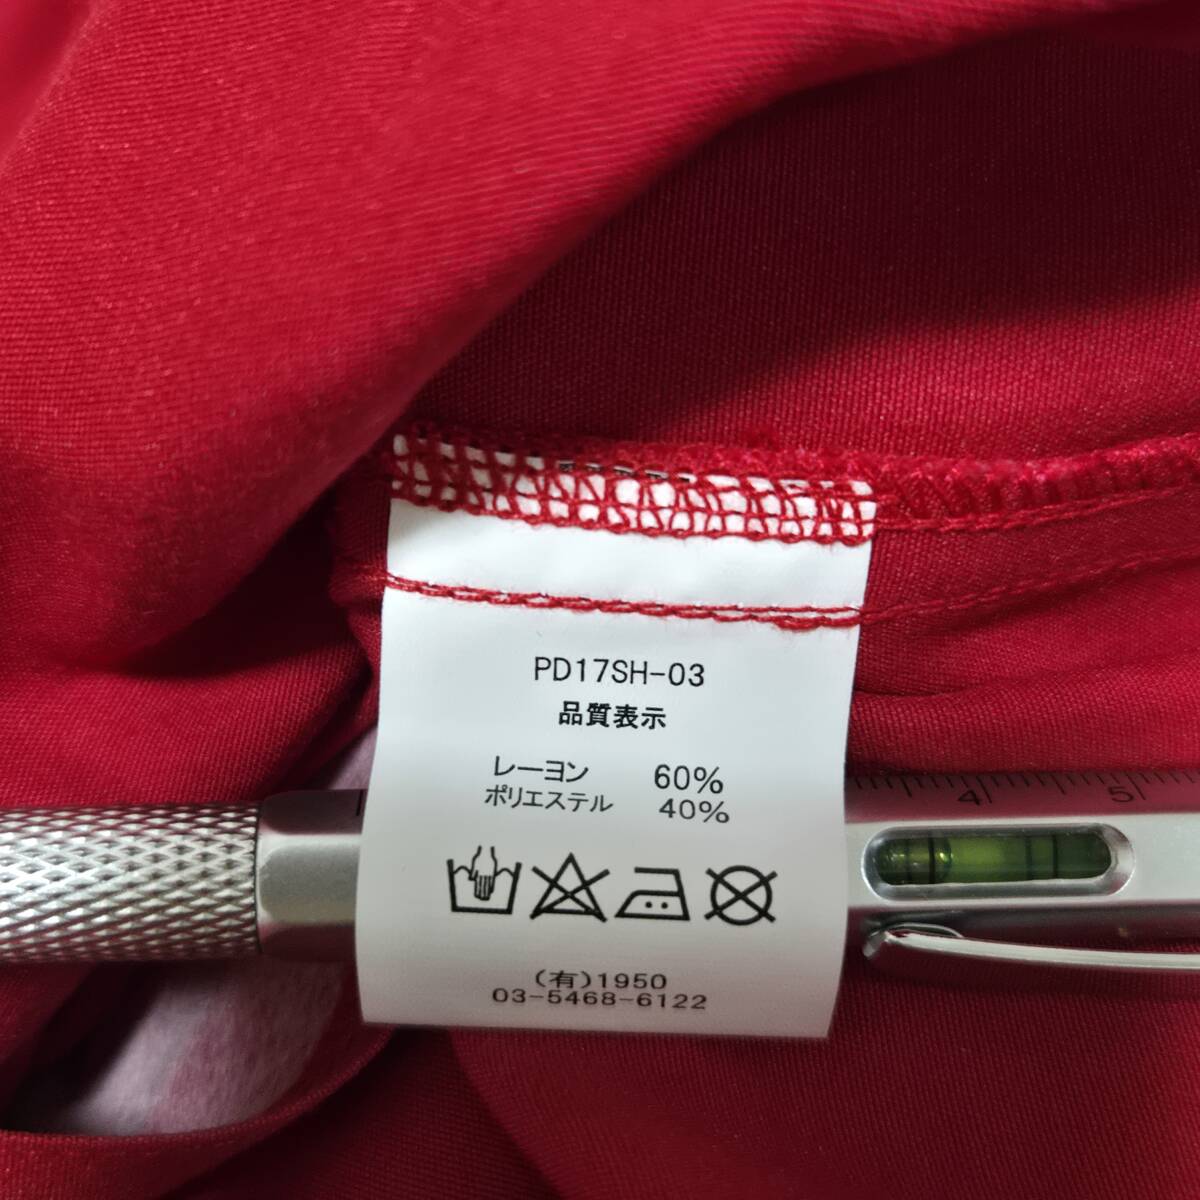 PD17SH-03
品質表示
レーヨン 60%
ポリエステル 40%
4 5
(有)1950
03-5468-6122